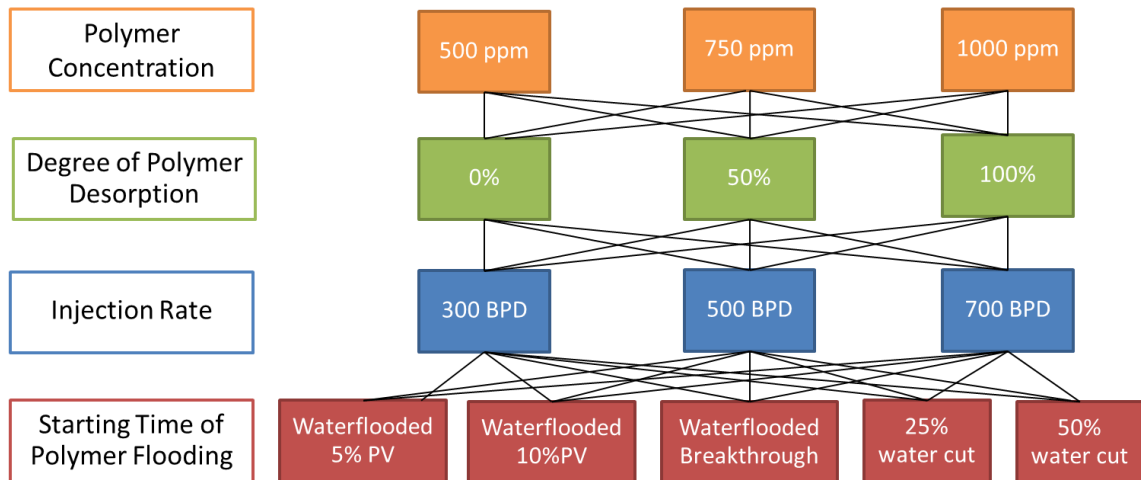 Polymer
Concentration
500 ppm
750 ppm
1000 ppm
Degree of Polymer
Desorption
0%
50%
100%
Injection Rate
300 BPD
500 BPD
700 BPD
Starting Time of
Polymer Flooding
Waterflooded
5% PV
Waterflooded
10%PV
Waterflooded
Breakthrough
25%
water cut
50%
water cut